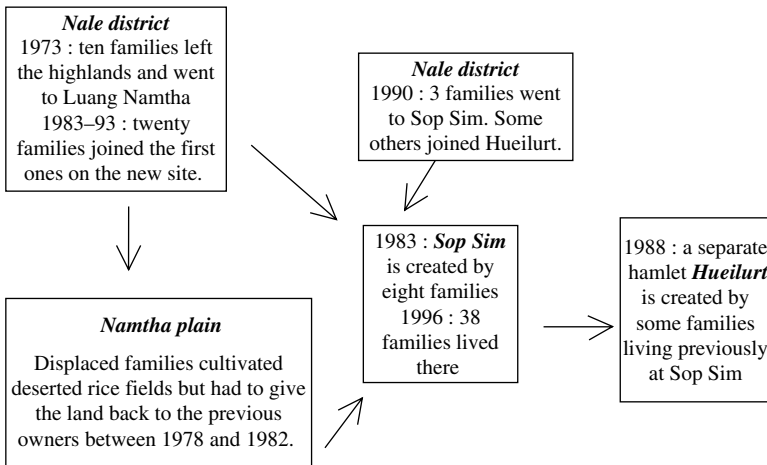 Nale district
1973 : ten families left
the highlands and went
to Luang Namtha
1983–93 : twenty
families joined the first
ones on the new site.
Nale district
1990 : 3 families went
to Sop Sim. Some
others joined Hueilurt.
Namtha plain
Displaced families cultivated
deserted rice fields but had to give
the land back to the previous
owners between 1978 and 1982.
1983 : Sop Sim
is created by
eight families
1996 : 38
families lived
there
1988 : a separate
hamlet Hueilurt
is created by
some families
living previously
at Sop Sim